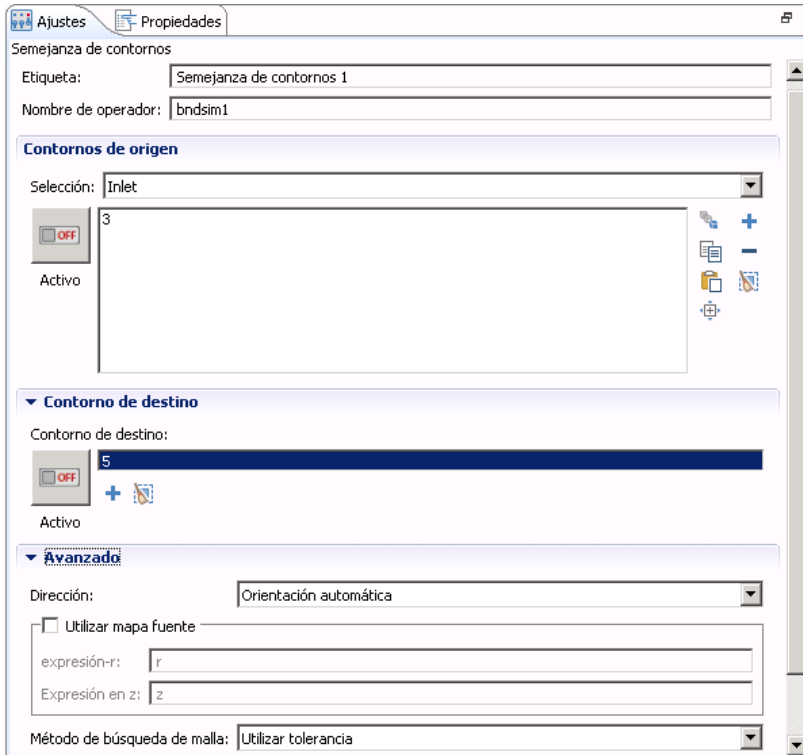 Ajustes Propiedades
Semejanza de contornos
Etiqueta: Semejanza de contornos 1
Nombre de operador: bndsim1
Contornos de origen
Selección: Inlet
3
OFF
Activo
Contorno de destino
Contorno de destino:
5
OFF
Activo
Avanzado
Dirección: Orientación automática
Utilizar mapa fuente
expresión-r: r
Expresión en z: z
Método de búsqueda de malla: Utilizar tolerancia